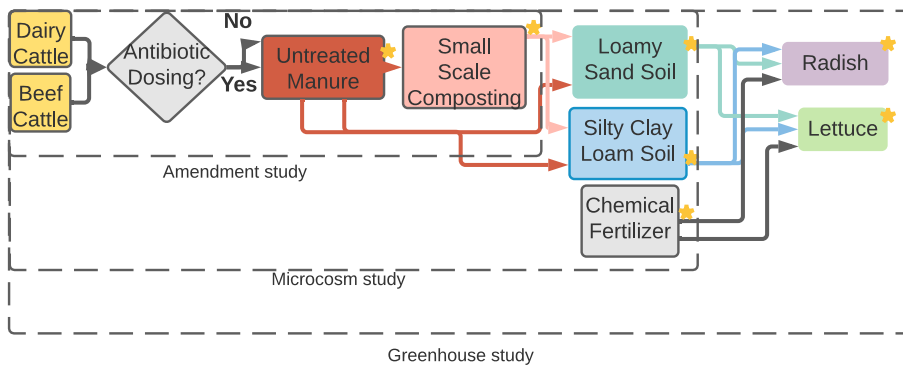 Dairy
Cattle
Beef
Cattle
Antibiotic
Dosing?
No
Yes
Untreated
Manure
Small
Scale
Composting
Loamy
Sand Soil
Silty Clay
Loam Soil
Chemical
Fertilizer
Radish
Lettuce
Amendment study
Microcosm study
Greenhouse study